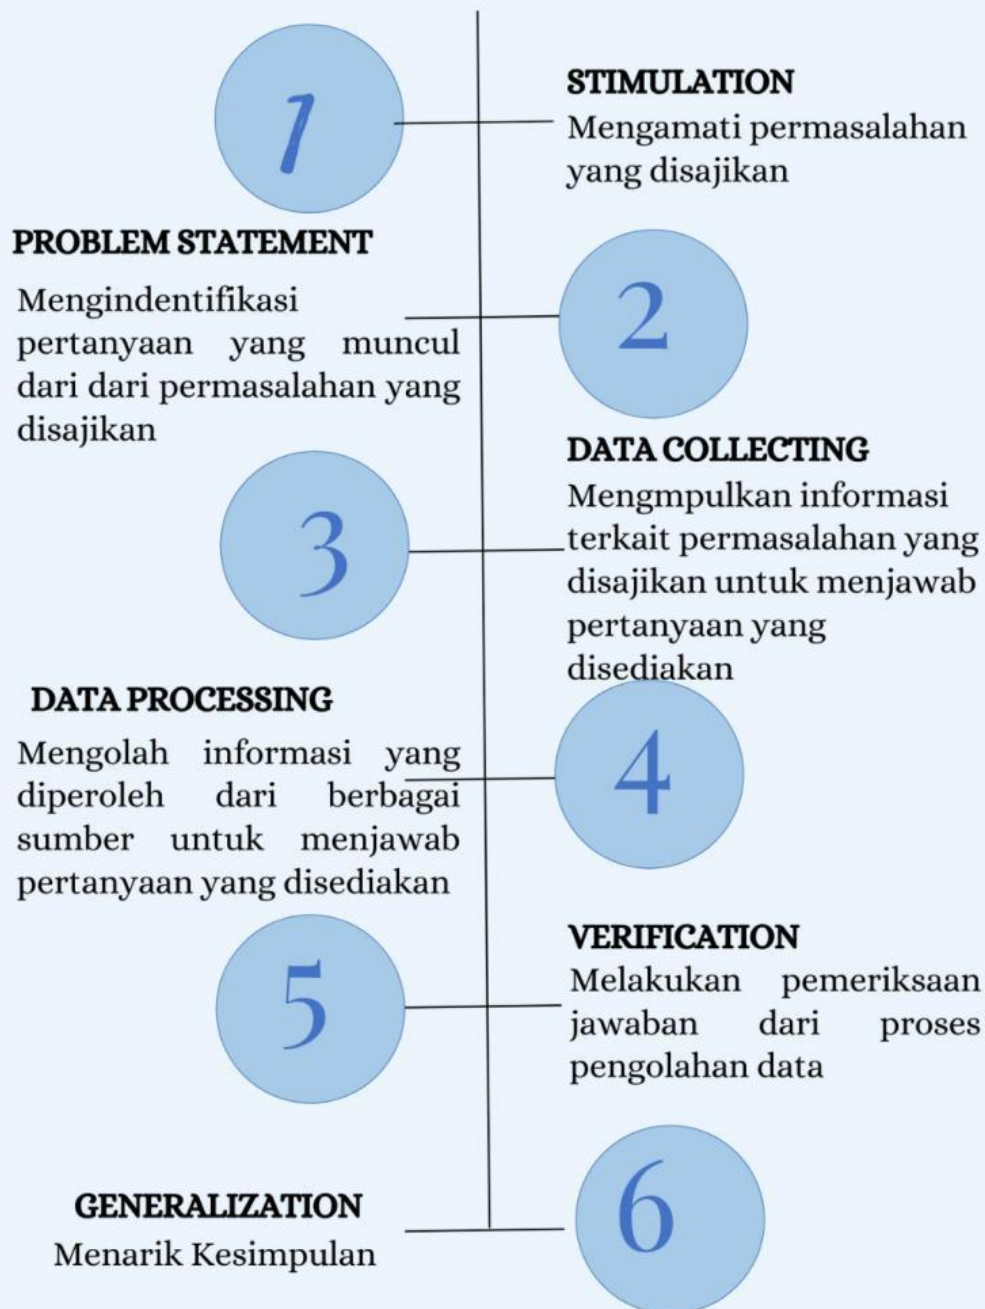 1
STIMULATION
Mengamati permasalahan
yang disajikan
PROBLEM STATEMENT
Mengindentifikasi
pertanyaan yang muncul
dari dari permasalahan yang
disajikan
2
DATA COLLECTING
Mengmpulkan informasi
terkait permasalahan yang
disajikan untuk menjawab
pertanyaan yang
disediakan
3
DATA PROCESSING
Mengolah informasi yang
diperoleh dari berbagai
sumber untuk menjawab
pertanyaan yang disediakan
4
5
VERIFICATION
Melakukan pemeriksaan
jawaban dari proses
pengolahan data
GENERALIZATION
Menarik Kesimpulan
6